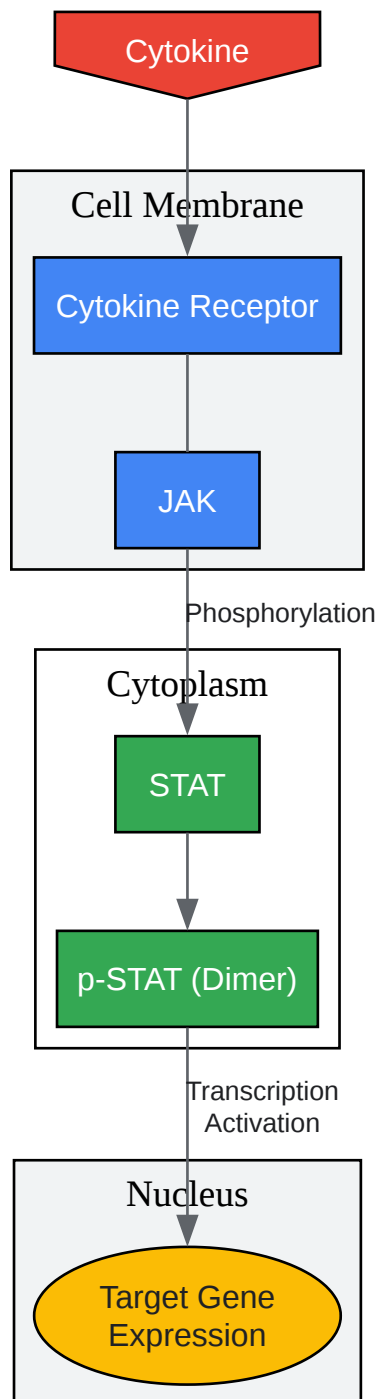 Cytokine
Cell Membrane
Cytokine Receptor
JAK
Phosphorylation
Cytoplasm
STAT
p-STAT (Dimer)
Transcription
Activation
Nucleus
Target Gene
Expression